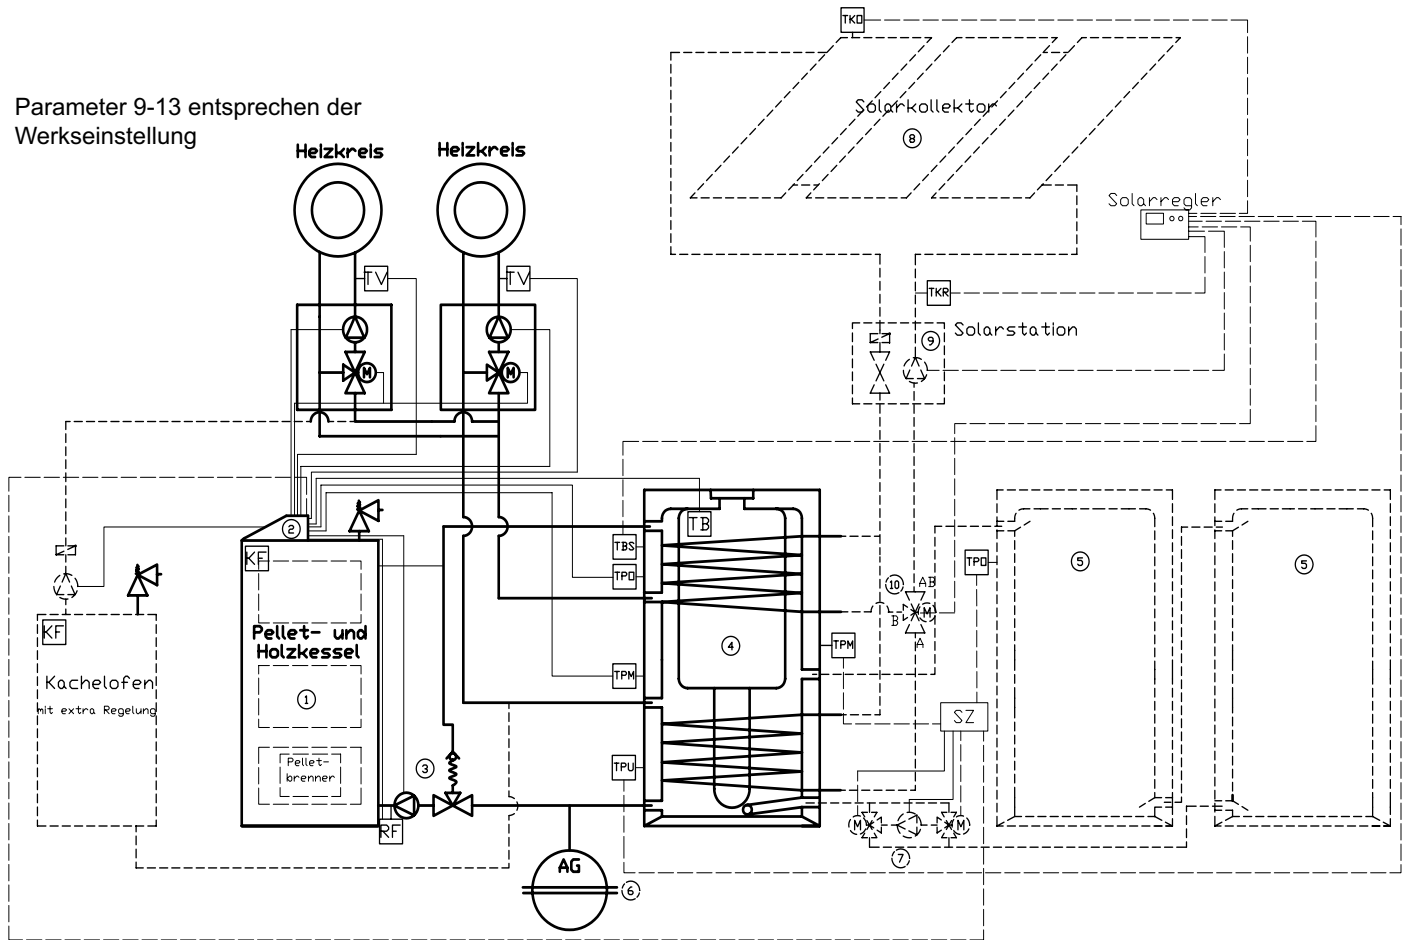 TKO
Parameter 9-13 entsprechen der
Werkseinstellung
Solarkollektor
8
Heizkreis
Heizkreis
Solarregler
TV
TV
TKR
Solarstation
9
M
M
2
TB
KF
TBS
TPO
TPO
5
5
10
AB
M
B
A
KF
Pellet- und
Holzkessel
4
TPM
TPM
Kachelofen
mit extra Regelung
1
SZ
Pellet-
brenner
3
TPU
RF
M
M
7
AG
6